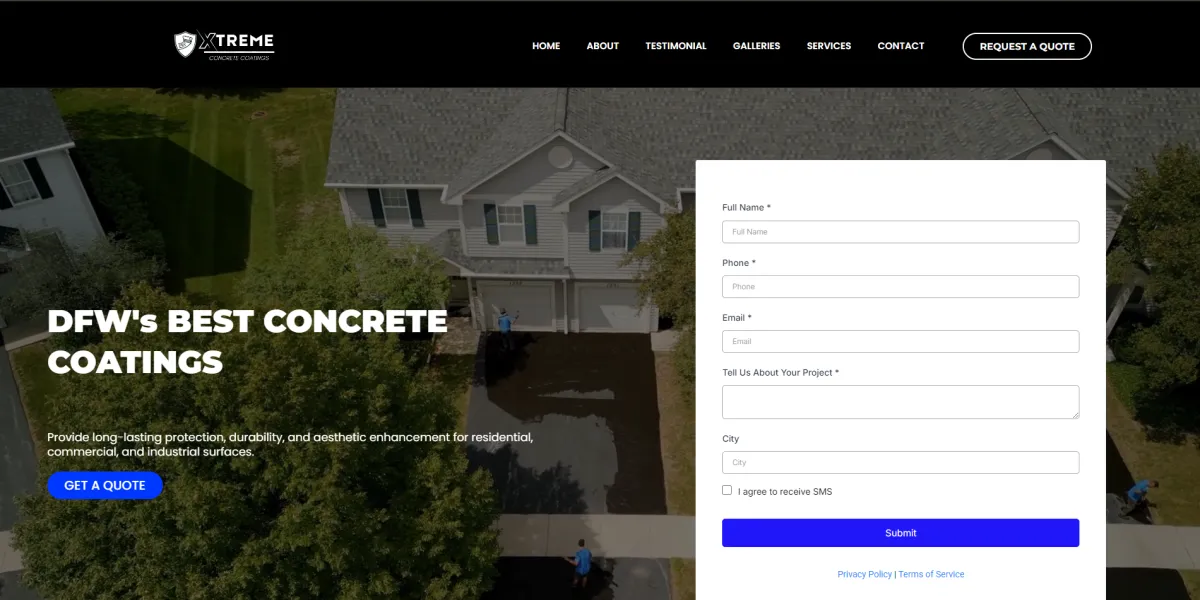 XTREME
CONCRETE COATINGS
HOME
ABOUT
TESTIMONIAL
GALLERIES
SERVICES
CONTACT
REQUEST A QUOTE
DFW's BEST CONCRETE
COATINGS
Provide long-lasting protection, durability, and aesthetic enhancement for residential,
commercial, and industrial surfaces.
GET A QUOTE
Full Name *
Full Name
Phone *
Phone
Email *
Email
Tell Us About Your Project *
City
City
I agree to receive SMS
Submit
Privacy Policy | Terms of Service